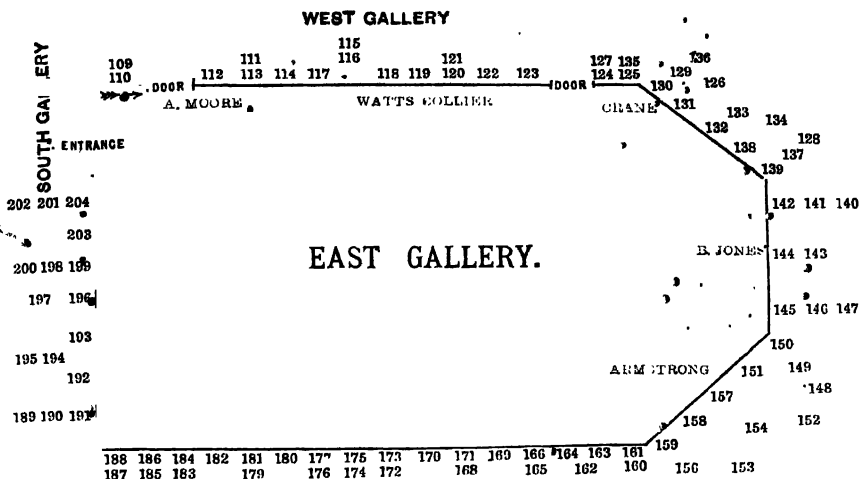 WEST GALLERY
115
109 111 116 121 127 135 136
110 DOOR 112 113 114 117 118 119 120 122 123 DOOR 124 125 130 129 126
A. MOORE WATTS COLLIER CRANE 131 133
132 134
SOUTH GAL ERY
ENTRANCE
138 128
137
139
202 201 204 142 141 140
203
EAST GALLERY.
B. JONES 144 143
200 198 199
197 196
145 146 147
103 150
195 194 ARMSTRONG 151 149
192 148
157
189 190 191 158 152
154
159
188 186 184 182 181 180 177 175 173 170 171 169 166 164 163 161
187 185 183 179 176 174 172 168 165 162 160 156 153